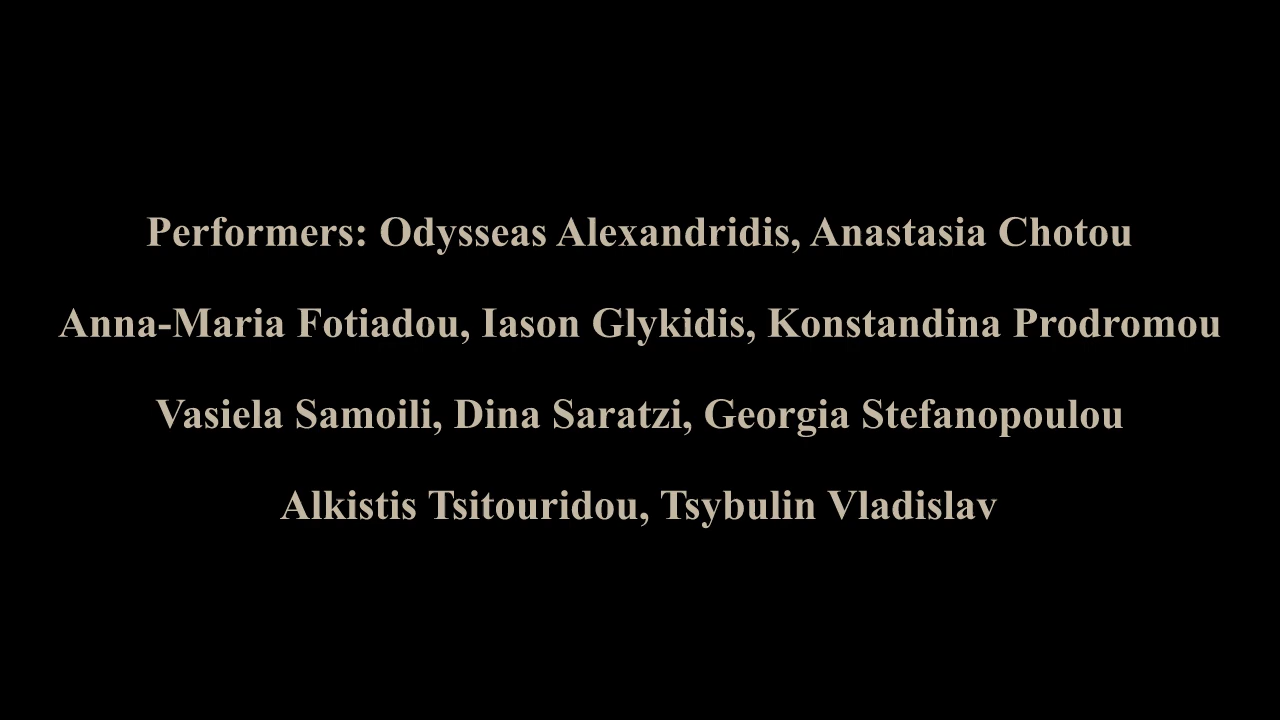 Performers: Odysseas Alexandridis, Anastasia Chotou
Anna-Maria Fotiadou, Iason Glykidis, Konstandina Prodromou
Vasiela Samoili, Dina Saratzi, Georgia Stefanopoulou
Alkistis Tsitouridou, Tsybulin Vladislav